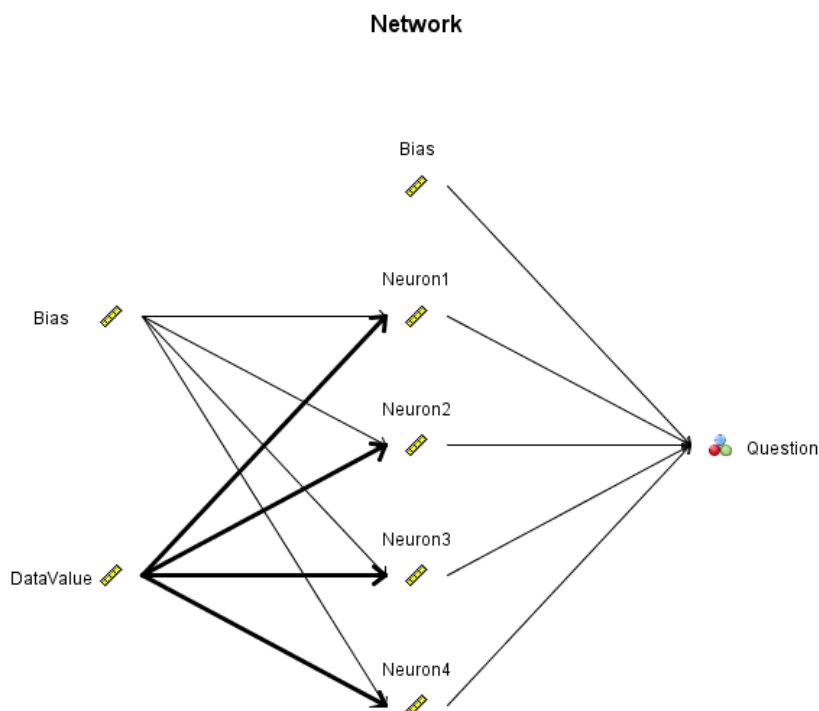 Network
Bias
Neuron1
Bias
Neuron2
Neuron3
Neuron4
DataValue
Question